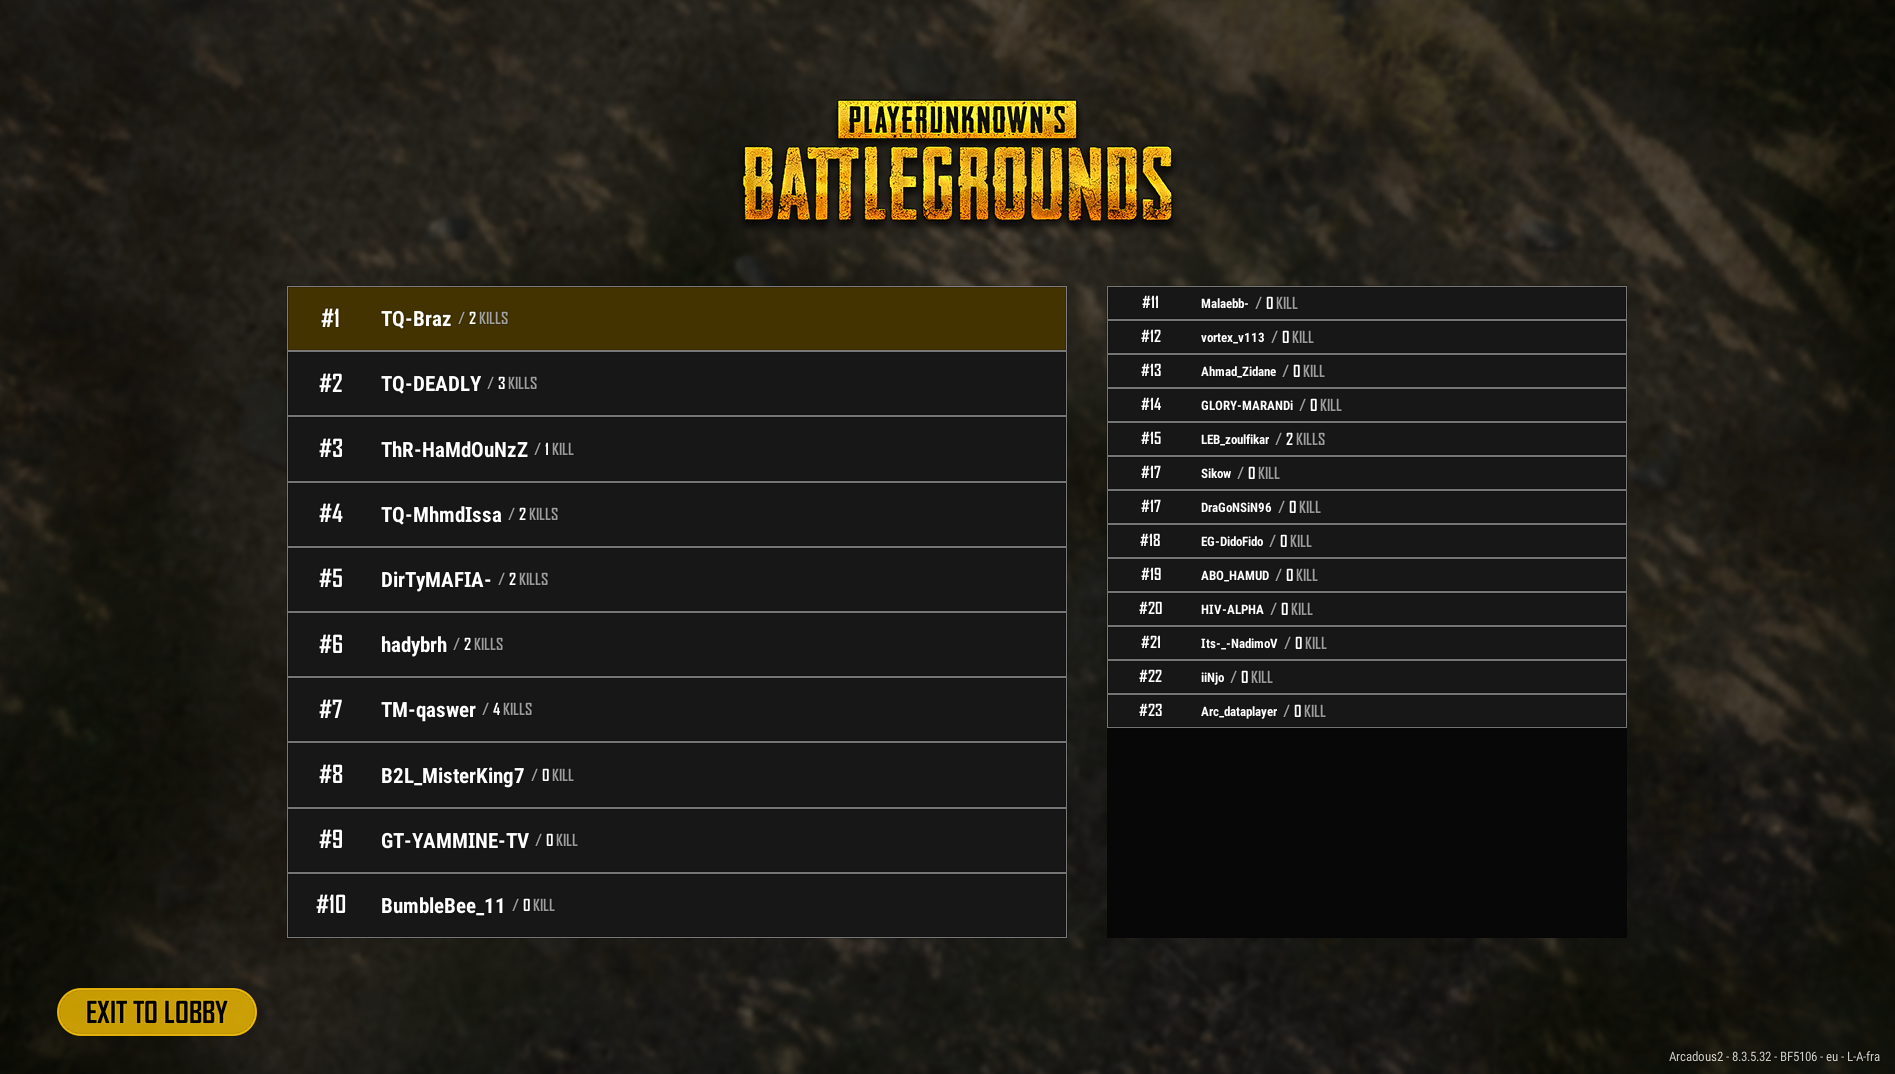 PLAYERUNKNOWN'S
BATTLEGROUNDS
#1 TQ-Braz / 2 KILLS
#2 TQ-DEADLY / 3 KILLS
#3 ThR-HaMdOuNzZ / 1 KILL
#4 TQ-MhmdIssa / 2 KILLS
#5 DirTyMAFIA- / 2 KILLS
#6 hadybrh / 2 KILLS
#7 TM-qaswer / 4 KILLS
#8 B2L_MisterKing7 / 0 KILL
#9 GT-YAMMINE-TV / 0 KILL
#10 BumbleBee_11 / 0 KILL
#11 Malaebb- / 0 KILL
#12 vortex_v113 / 0 KILL
#13 Ahmad_Zidane / 0 KILL
#14 GLORY-MARANDi / 0 KILL
#15 LEB_zoulfikar / 2 KILLS
#17 Sikow / 0 KILL
#17 DraGoNSiN96 / 0 KILL
#18 EG-DidoFido / 0 KILL
#19 ABO_HAMUD / 0 KILL
#20 HIV-ALPHA / 0 KILL
#21 Its-_-NadimoV / 0 KILL
#22 iiNjo / 0 KILL
#23 Arc_dataplayer / 0 KILL
EXIT TO LOBBY
Arcadous2 - 8.3.5.32 - BF5106 - eu - L-A-fra